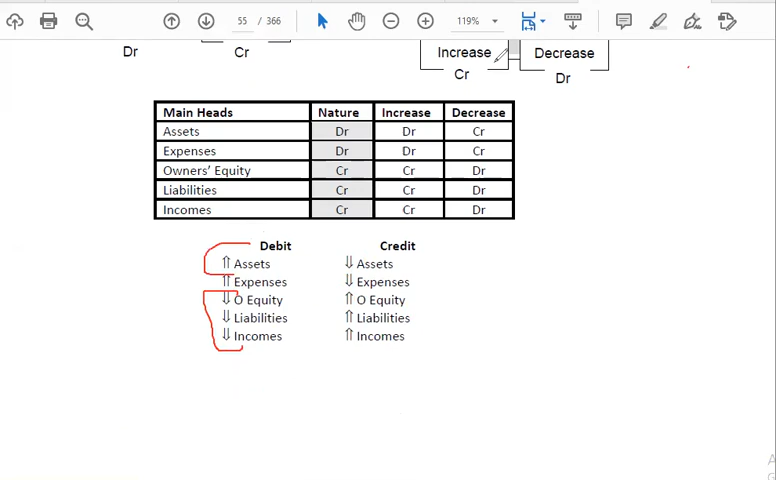 55 / 366 119%
Increase Decrease
Dr Cr Cr Dr
Main Heads Nature Increase Decrease
Assets Dr Dr Cr
Expenses Dr Dr Cr
Owners' Equity Cr Cr Dr
Liabilities Cr Cr Dr
Incomes Cr Cr Dr
Debit Credit
⇑ Assets ⇓ Assets
⇑ Expenses ⇓ Expenses
⇓ O Equity ⇑ O Equity
⇓ Liabilities ⇑ Liabilities
⇓ Incomes ⇑ Incomes